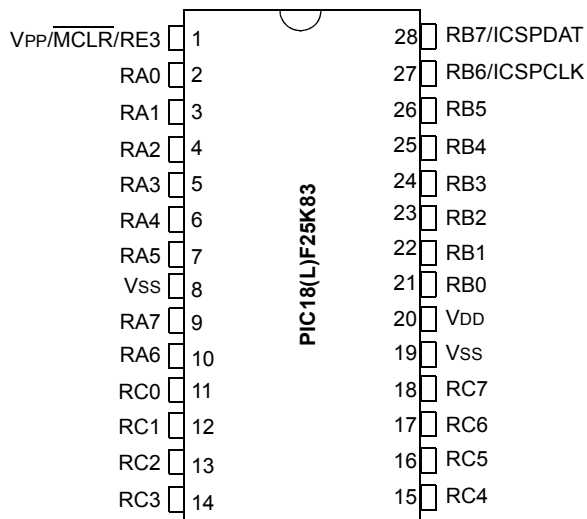 VPP/MCLR/RE3 1 28 RB7/ICSPDAT
RA0 2 27 RB6/ICSPCLK
RA1 3 26 RB5
RA2 4 25 RB4
RA3 5 24 RB3
RA4 6 23 RB2
RA5 7 22 RB1
VSS 8 21 RB0
RA7 9 20 VDD
RA6 10 19 VSS
RC0 11 18 RC7
RC1 12 17 RC6
RC2 13 16 RC5
RC3 14 15 RC4
PIC18(L)F25K83